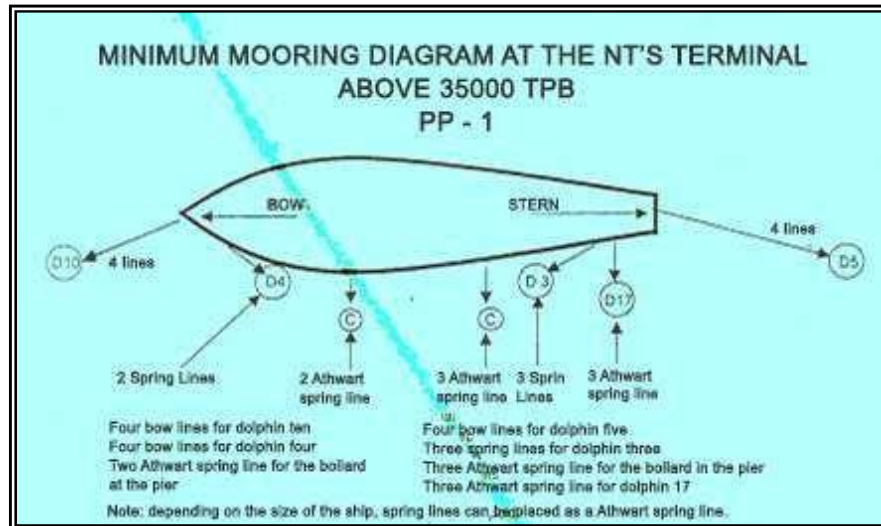 MINIMUM MOORING DIAGRAM AT THE NT'S TERMINAL
ABOVE 35000 TPB
PP - 1
BOW
STERN
4 lines
D10
4 lines
D5
D4
C
C
D 3
D17
2 Spring Lines
2 Athwart
spring line
3 Athwart
spring line
3 Sprin
Lines
3 Athwart
spring line
Four bow lines for dolphin ten
Four bow lines for dolphin four
Two Athwart spring line for the bollard
at the pier
Four bow lines for dolphin five
Three spring lines for dolphin three
Three Athwart spring line for the bollard in the pier
Three Athwart spring line for dolphin 17
Note: depending on the size of the ship, spring lines can be placed as a Athwart spring line.